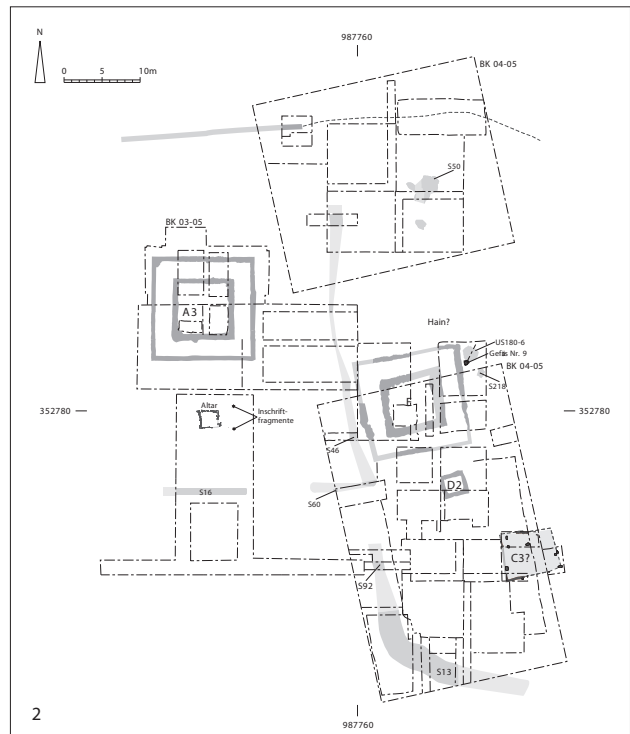 N
987760
0 5 10m
BK 04-05
S50
BK 03-05
A3
Hain?
US180-6
Gefäs Nr. 9
BK 04-05
S218
352780
352780
Altar
Inschrift-
fragmente
S46
D2
S16
S60
C3?
S92
S13
2
987760